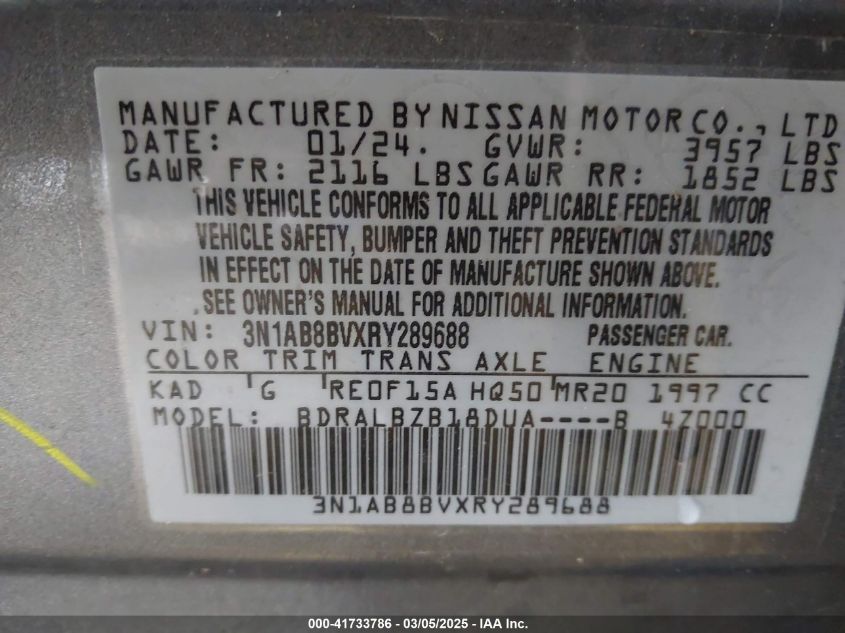 MANUFACTURED BY NISSAN MOTOR CO., LTD
DATE: 01/24. GVWR: 3957 LBS
GAWR FR: 2116 LBS GAWR RR: 1852 LBS
THIS VEHICLE CONFORMS TO ALL APPLICABLE FEDERAL MOTOR
VEHICLE SAFETY, BUMPER AND THEFT PREVENTION STANDARDS
IN EFFECT ON THE DATE OF MANUFACTURE SHOWN ABOVE.
SEE OWNER'S MANUAL FOR ADDITIONAL INFORMATION.
VIN: 3N1AB8BVXRY289688 PASSENGER CAR.
COLOR TRIM TRANS AXLE ENGINE
KAD G RE0F15A HQ50 MR20 1997 CC
MODEL: BDRALBZB18DUA----B 4Z000
3N1AB8BVXRY289688
000-41733786 - 03/05/2025 - IAA Inc.